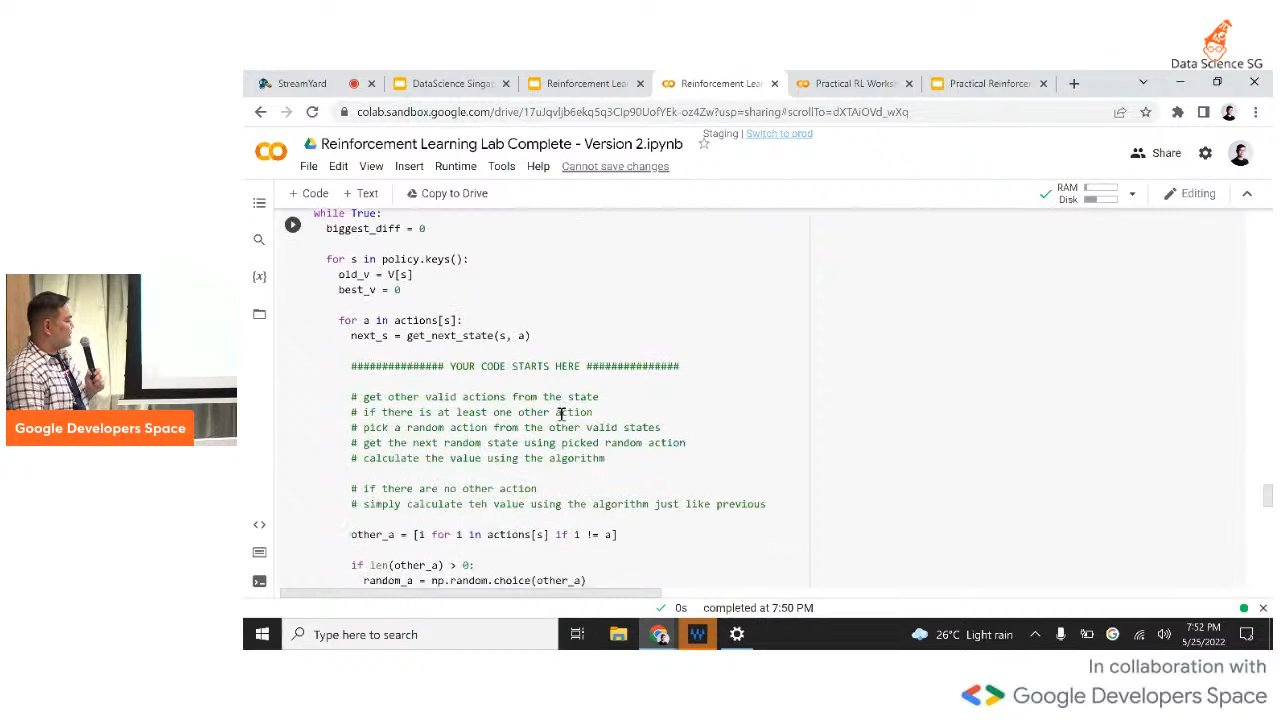 Data Science SG
StreamYard
DataScience Singap
Reinforcement Lea
Reinforcement Lea
Practical RL Works
Practical Reinforce
colab.sandbox.google.com/drive/17uJqvljb6ekq5q3CIp90UofYEk-oz4Zw?usp=sharing#scrollTo=dXTAiOVd_wXq
CO
Reinforcement Learning Lab Complete - Version 2.ipynb
Staging | Switch to prod
File Edit View Insert Runtime Tools Help Cannot save changes
Share
+ Code + Text Copy to Drive
RAM
Disk
Editing
while True:
biggest_diff = 0
for s in policy.keys():
old_v = V[s]
best_v = 0
for a in actions[s]:
next_s = get_next_state(s, a)
############### YOUR CODE STARTS HERE ###############
# get other valid actions from the state
# if there is at least one other action
# pick a random action from the other valid states
# get the next random state using picked random action
# calculate the value using the algorithm
# if there are no other action
# simply calculate teh value using the algorithm just like previous
other_a = [i for i in actions[s] if i != a]
if len(other_a) > 0:
random_a = np.random.choice(other_a)
{x}
Google Developers Space
0s completed at 7:50 PM
Type here to search
26°C Light rain
7:52 PM
5/25/2022
In collaboration with
Google Developers Space